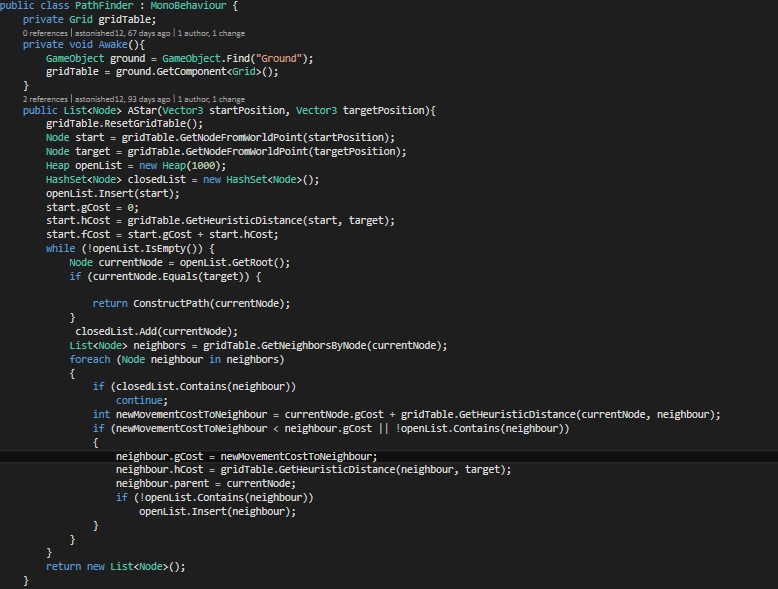 public class PathFinder : MonoBehaviour {
    private Grid gridTable;
    0 references | astonished12, 67 days ago | 1 author, 1 change
    private void Awake(){
        GameObject ground = GameObject.Find("Ground");
        gridTable = ground.GetComponent<Grid>();
    }
    2 references | astonished12, 93 days ago | 1 author, 1 change
    public List<Node> AStar(Vector3 startPosition, Vector3 targetPosition){
        gridTable.ResetGridTable();
        Node start = gridTable.GetNodeFromWorldPoint(startPosition);
        Node target = gridTable.GetNodeFromWorldPoint(targetPosition);
        Heap openList = new Heap(1000);
        HashSet<Node> closedList = new HashSet<Node>();
        openList.Insert(start);
        start.gCost = 0;
        start.hCost = gridTable.GetHeuristicDistance(start, target);
        start.fCost = start.gCost + start.hCost;
        while (!openList.IsEmpty()) {
            Node currentNode = openList.GetRoot();
            if (currentNode.Equals(target)) {

                return ConstructPath(currentNode);
            }
             closedList.Add(currentNode);
            List<Node> neighbors = gridTable.GetNeighborsByNode(currentNode);
            foreach (Node neighbour in neighbors)
            {
                if (closedList.Contains(neighbour))
                    continue;
                int newMovementCostToNeighbour = currentNode.gCost + gridTable.GetHeuristicDistance(currentNode, neighbour);
                if (newMovementCostToNeighbour < neighbour.gCost || !openList.Contains(neighbour))
                {
                    neighbour.gCost = newMovementCostToNeighbour;
                    neighbour.hCost = gridTable.GetHeuristicDistance(neighbour, target);
                    neighbour.parent = currentNode;
                    if (!openList.Contains(neighbour))
                        openList.Insert(neighbour);
                }
            }
        }
        return new List<Node>();
    }